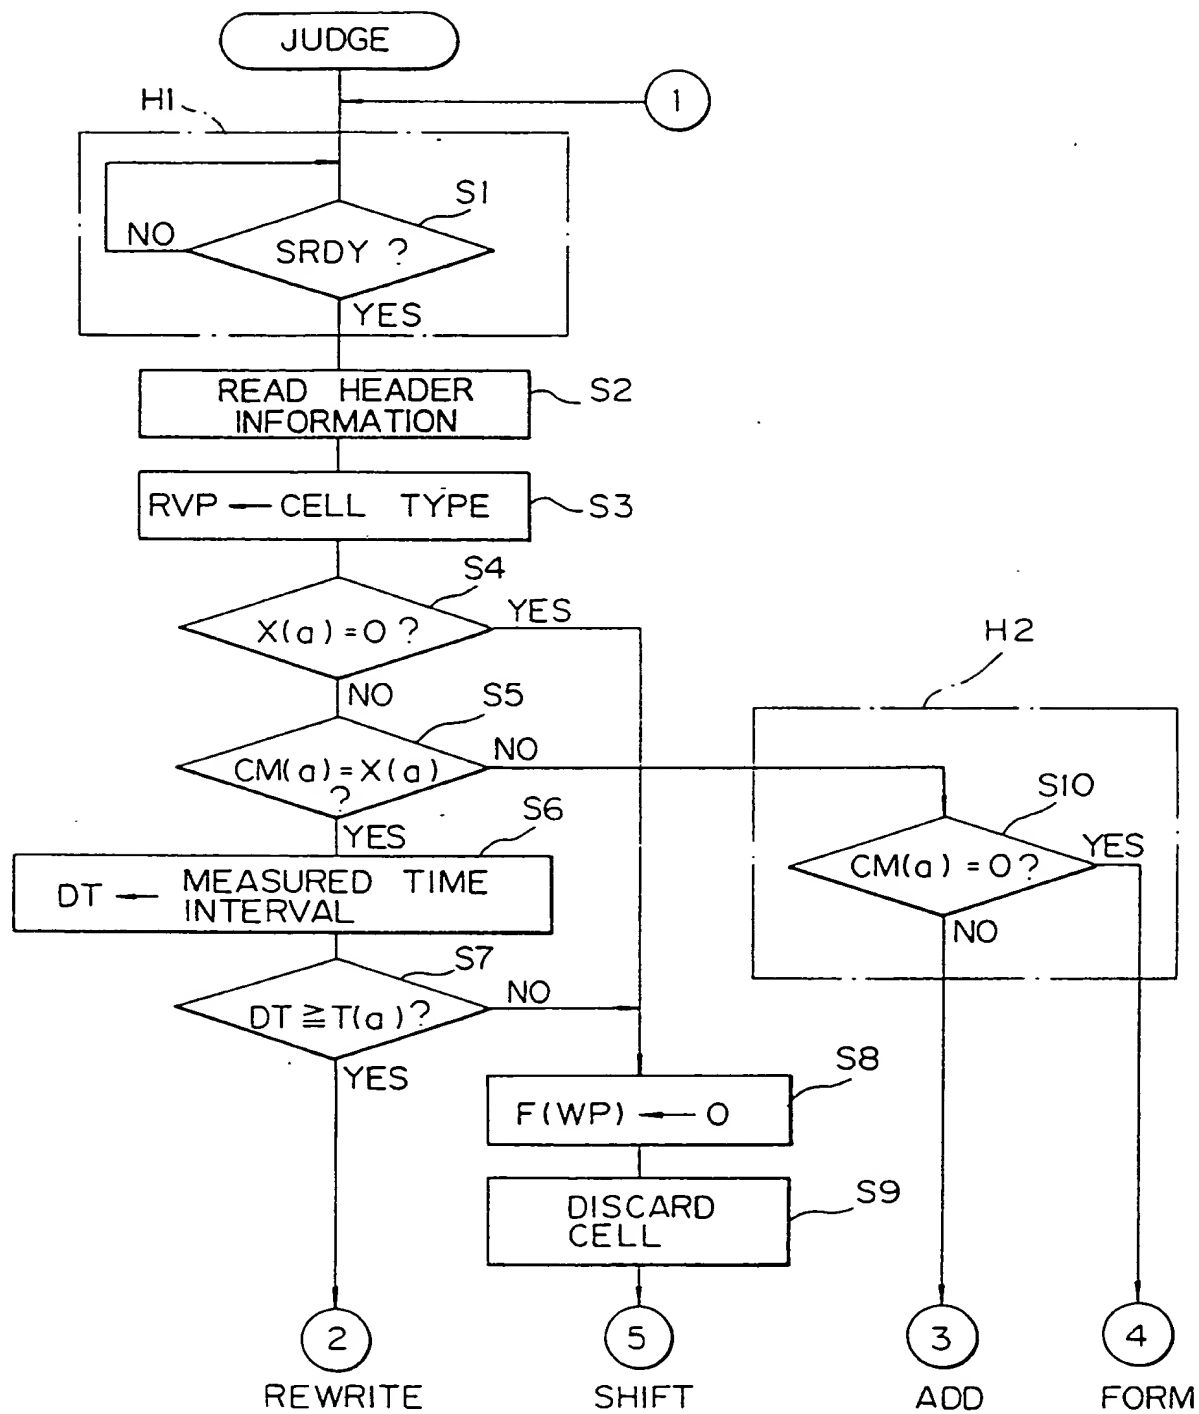 JUDGE
1
H1
S1
NO
SRDY ?
YES
READ HEADER
INFORMATION
S2
RVP ← CELL TYPE
S3
S4
X(a) = 0 ?
YES
NO
H2
S5
CM(a) = X(a)
?
NO
YES
S10
CM(a) = 0 ?
YES
NO
S6
DT ← MEASURED TIME
INTERVAL
S7
DT ≧ T(a) ?
NO
YES
S8
F(WP) ← 0
S9
DISCARD
CELL
2
5
3
4
REWRITE
SHIFT
ADD
FORM